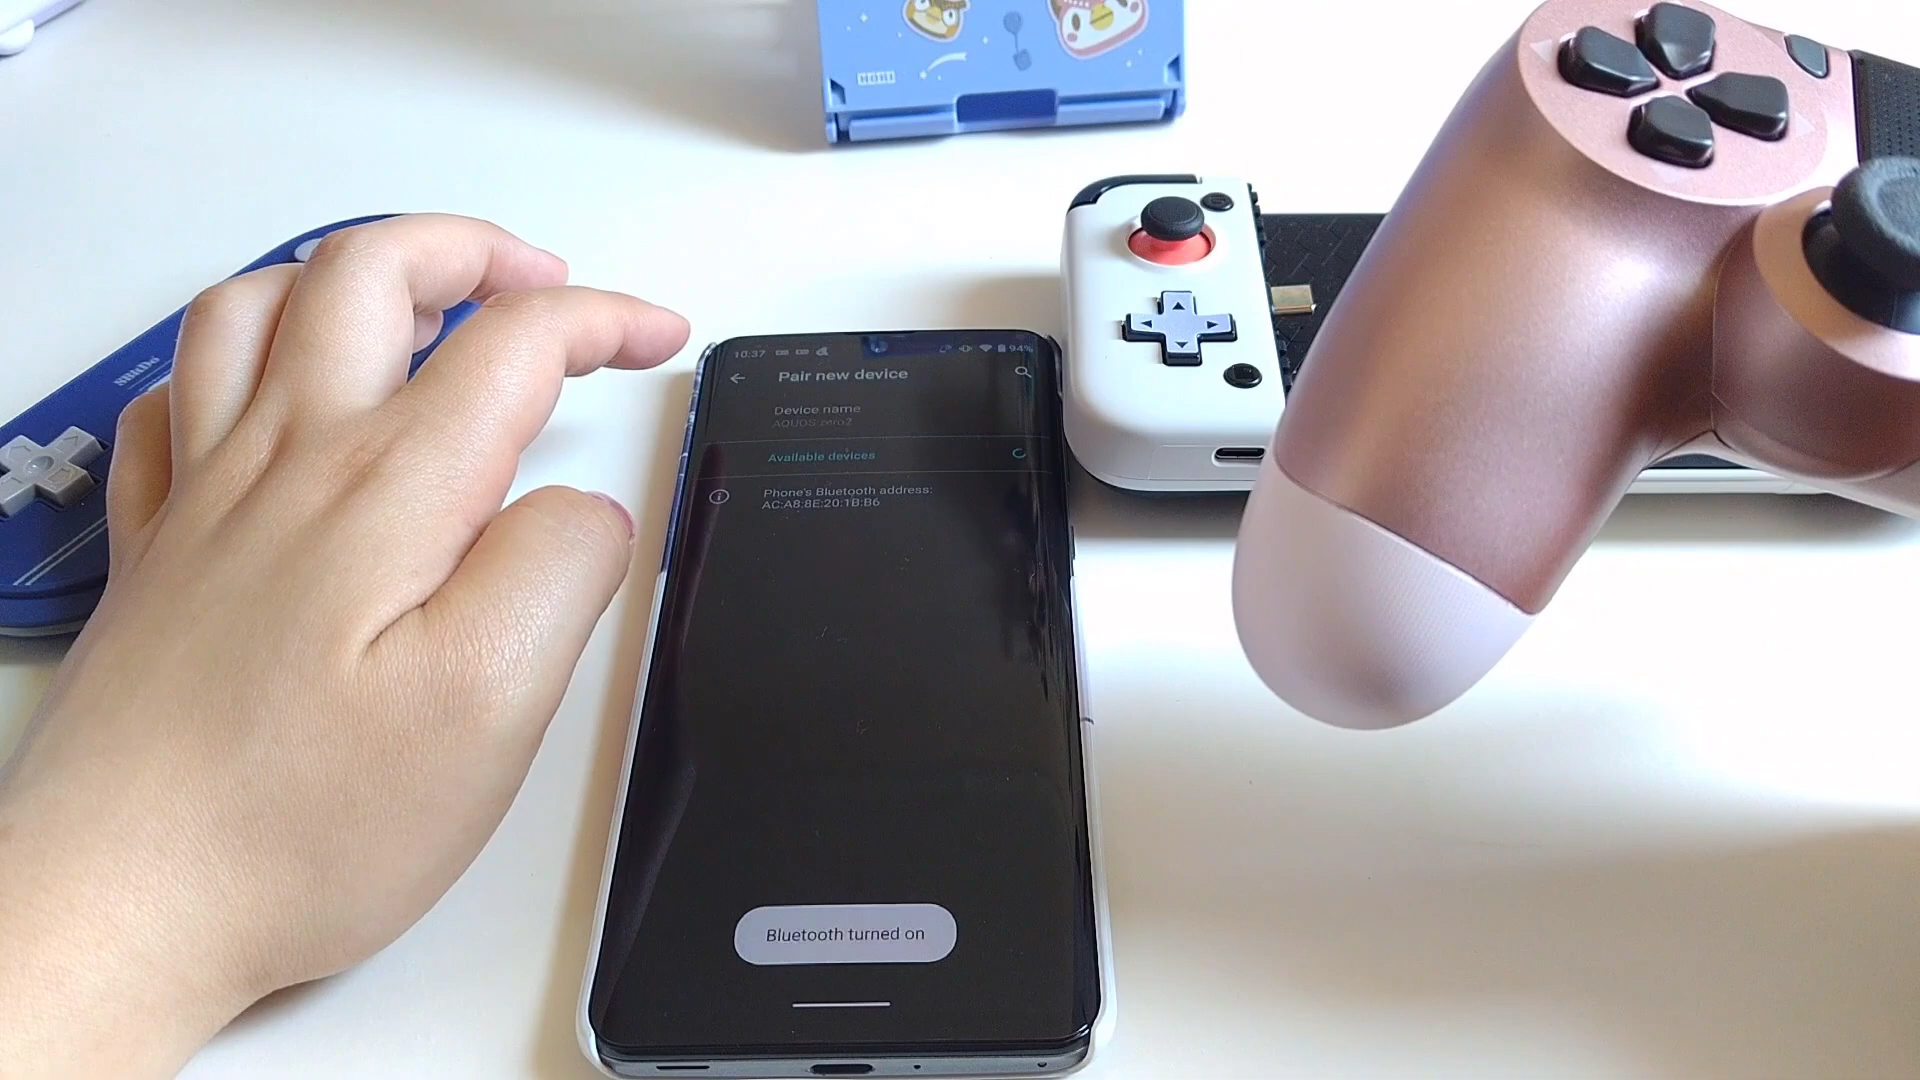 HORI
8BitDo
10:37
94%
Pair new device
Device name
AQUOS zero2
Available devices
Phone's Bluetooth address:
AC:A8:8E:20:1B:B6
Bluetooth turned on